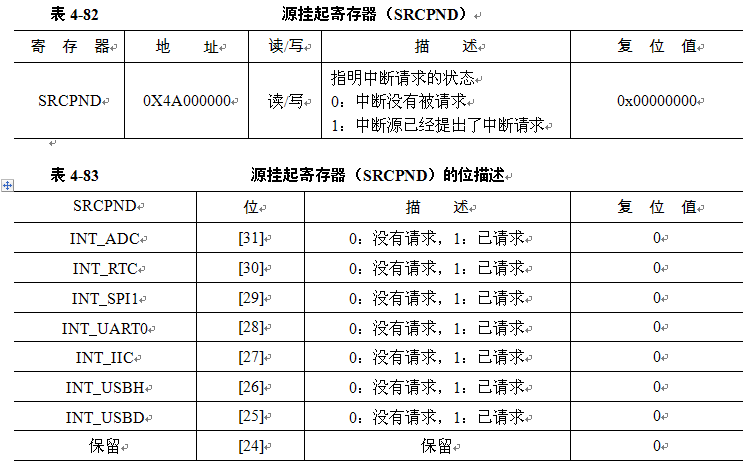 表 4-82 源挂起寄存器（SRCPND）
寄 存 器 地 址 读/写 描 述 复 位 值
SRCPND 0X4A000000 读/写 指明中断请求的状态 0x00000000
0：中断没有被请求
1：中断源已经提出了中断请求
表 4-83 源挂起寄存器（SRCPND）的位描述
SRCPND 位 描 述 复 位 值
INT_ADC [31] 0：没有请求，1：已请求 0
INT_RTC [30] 0：没有请求，1：已请求 0
INT_SPI1 [29] 0：没有请求，1：已请求 0
INT_UART0 [28] 0：没有请求，1：已请求 0
INT_IIC [27] 0：没有请求，1：已请求 0
INT_USBH [26] 0：没有请求，1：已请求 0
INT_USBD [25] 0：没有请求，1：已请求 0
保留 [24] 保留 0